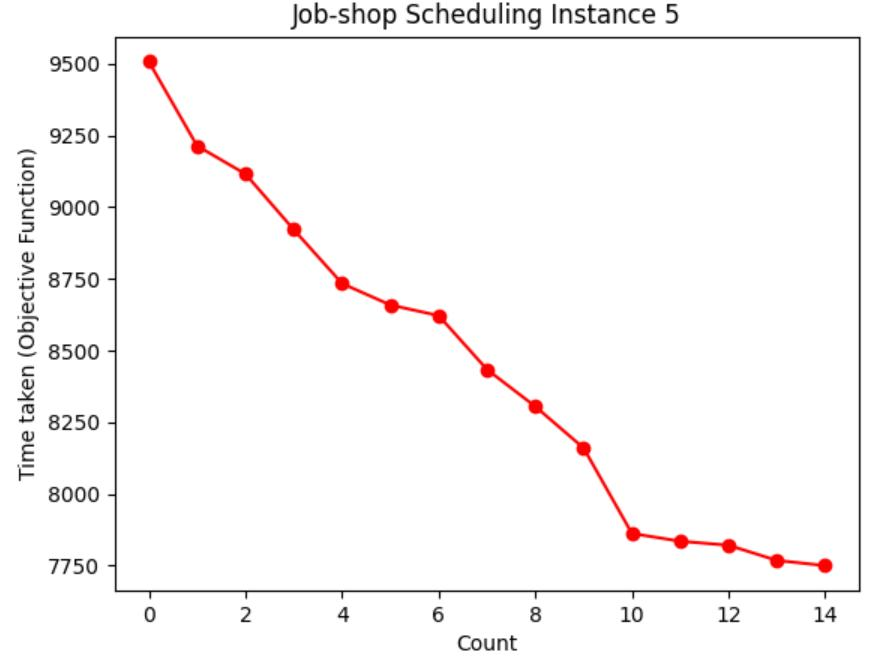 Job-shop Scheduling Instance 5
Time taken (Objective Function)
9500
9250
9000
8750
8500
8250
8000
7750
0 2 4 6 8 10 12 14
Count